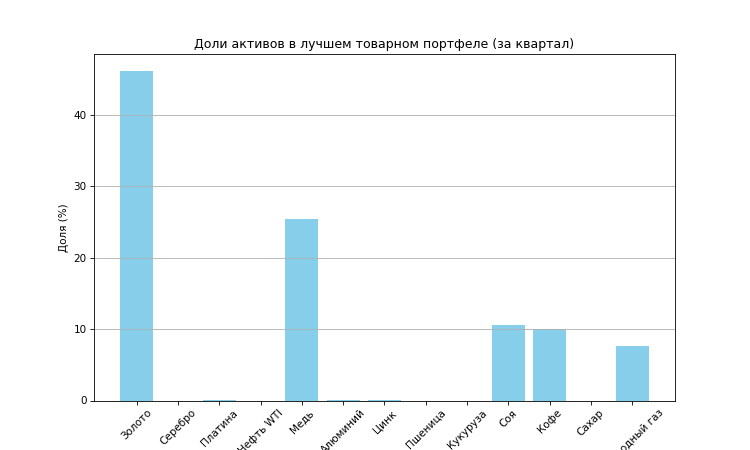 Доли активов в лучшем товарном портфеле (за квартал)
Доля (%)
40
30
20
10
0
Золото
Серебро
Платина
Нефть WTI
Медь
Алюминий
Цинк
Пшеница
Кукуруза
Соя
Кофе
Сахар
одный газ